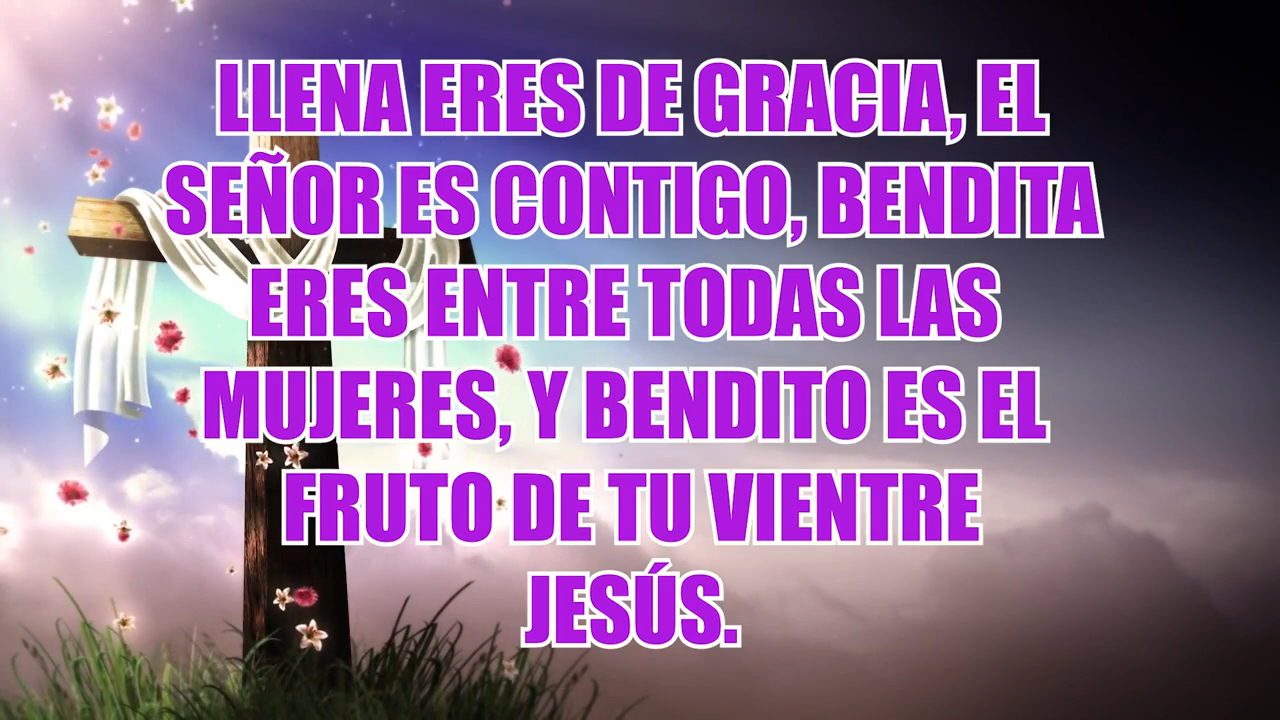 LLENA ERES DE GRACIA, EL
SEÑOR ES CONTIGO, BENDITA
ERES ENTRE TODAS LAS
MUJERES, Y BENDITO ES EL
FRUTO DE TU VIENTRE
JESÚS.